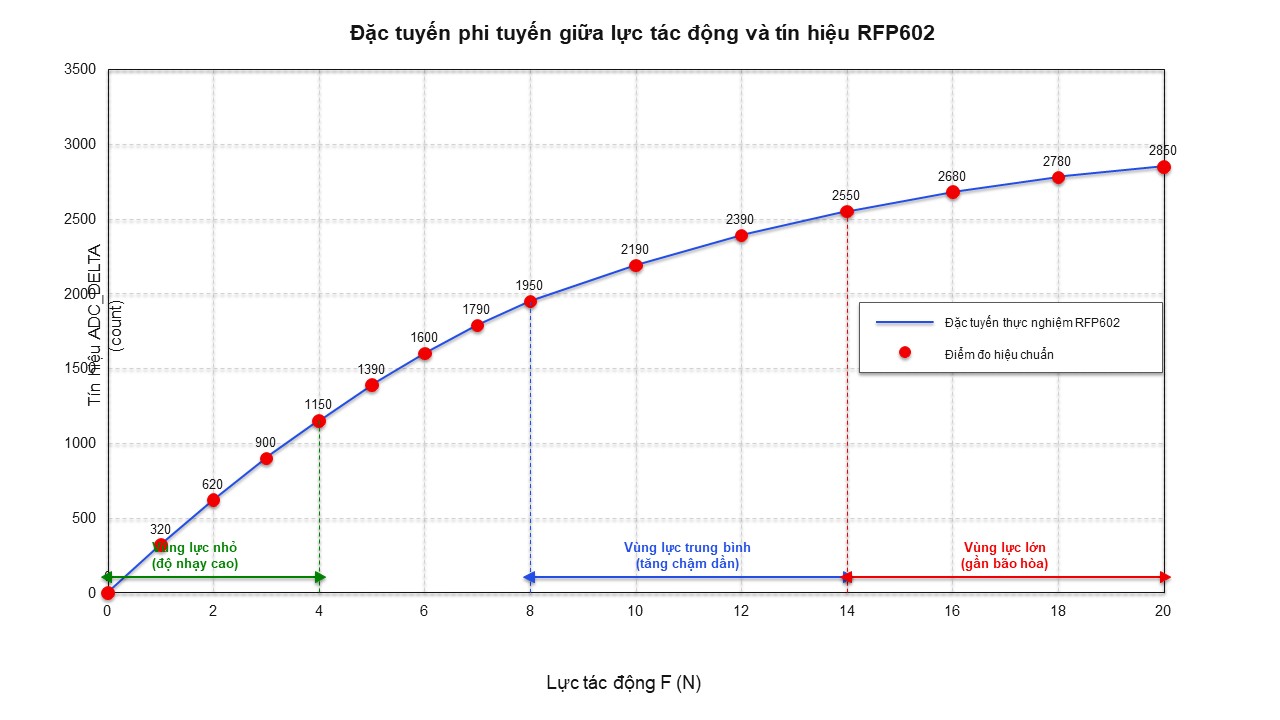 Đặc tuyến phi tuyến giữa lực tác động và tín hiệu RFP602
3500
3000
2500
2000
1500
1000
500
0
Tín hiệu ADC_DELTA
(count)
320
620
900
1150
1390
1600
1790
1950
2190
2390
2550
2680
2780
2850
Đặc tuyến thực nghiệm RFP602
Điểm đo hiệu chuẩn
Vùng lực nhỏ
(độ nhạy cao)
Vùng lực trung bình
(tăng chậm dần)
Vùng lực lớn
(gần bão hòa)
0 2 4 6 8 10 12 14 16 18 20
Lực tác động F (N)